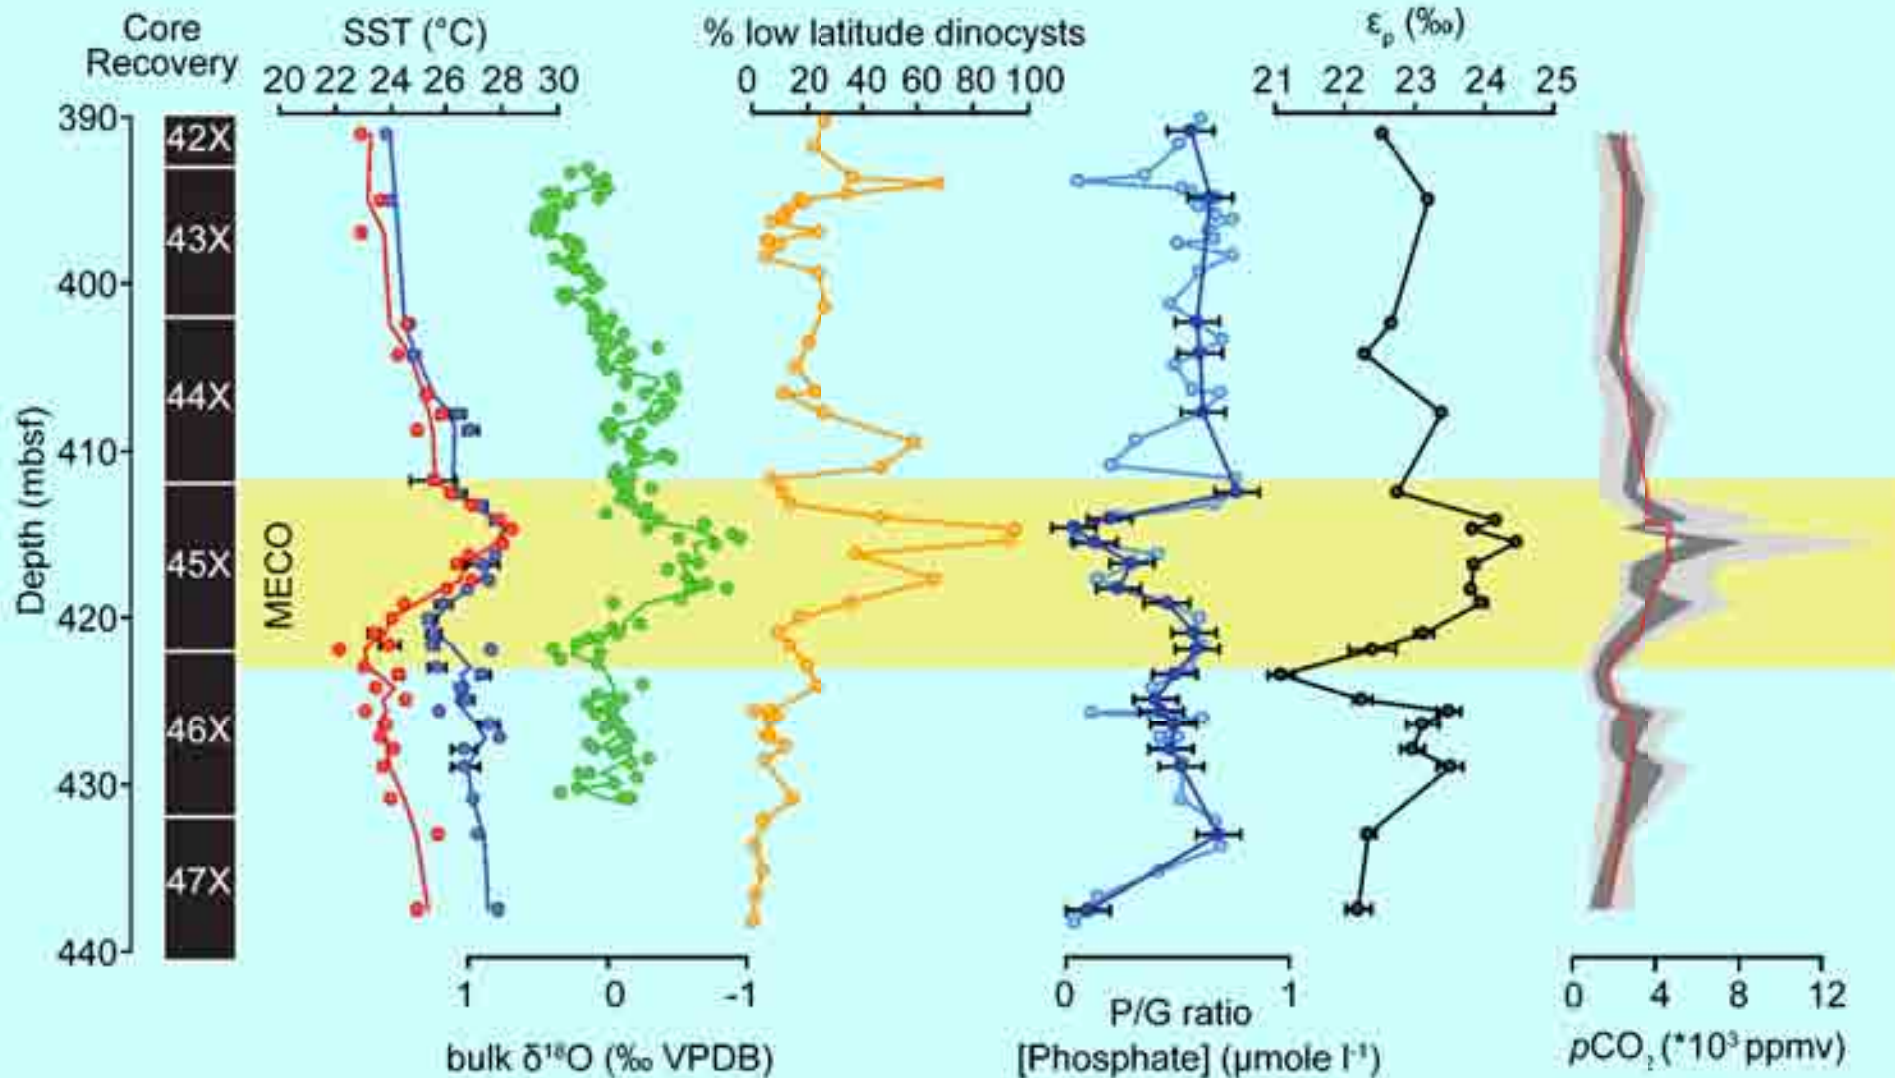 Core
Recovery
SST (°C)
% low latitude dinocysts
εp (‰)
20 22 24 26 28 30
0 20 40 60 80 100
21 22 23 24 25
390
400
410
420
430
440
Depth (mbsf)
42X
43X
44X
45X
46X
47X
MECO
1 0 -1
bulk δ¹⁸O (‰ VPDB)
0 1
P/G ratio
[Phosphate] (µmole l⁻¹)
0 4 8 12
pCO₂ (*10³ ppmv)